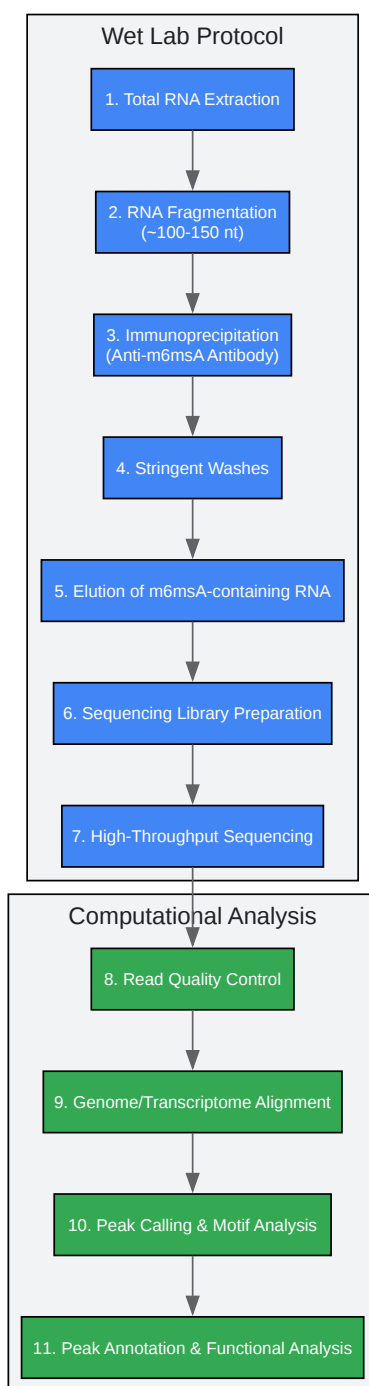 Wet Lab Protocol
1. Total RNA Extraction
2. RNA Fragmentation
(~100-150 nt)
3. Immunoprecipitation
(Anti-m6msA Antibody)
4. Stringent Washes
5. Elution of m6msA-containing RNA
6. Sequencing Library Preparation
7. High-Throughput Sequencing
Computational Analysis
8. Read Quality Control
9. Genome/Transcriptome Alignment
10. Peak Calling & Motif Analysis
11. Peak Annotation & Functional Analysis